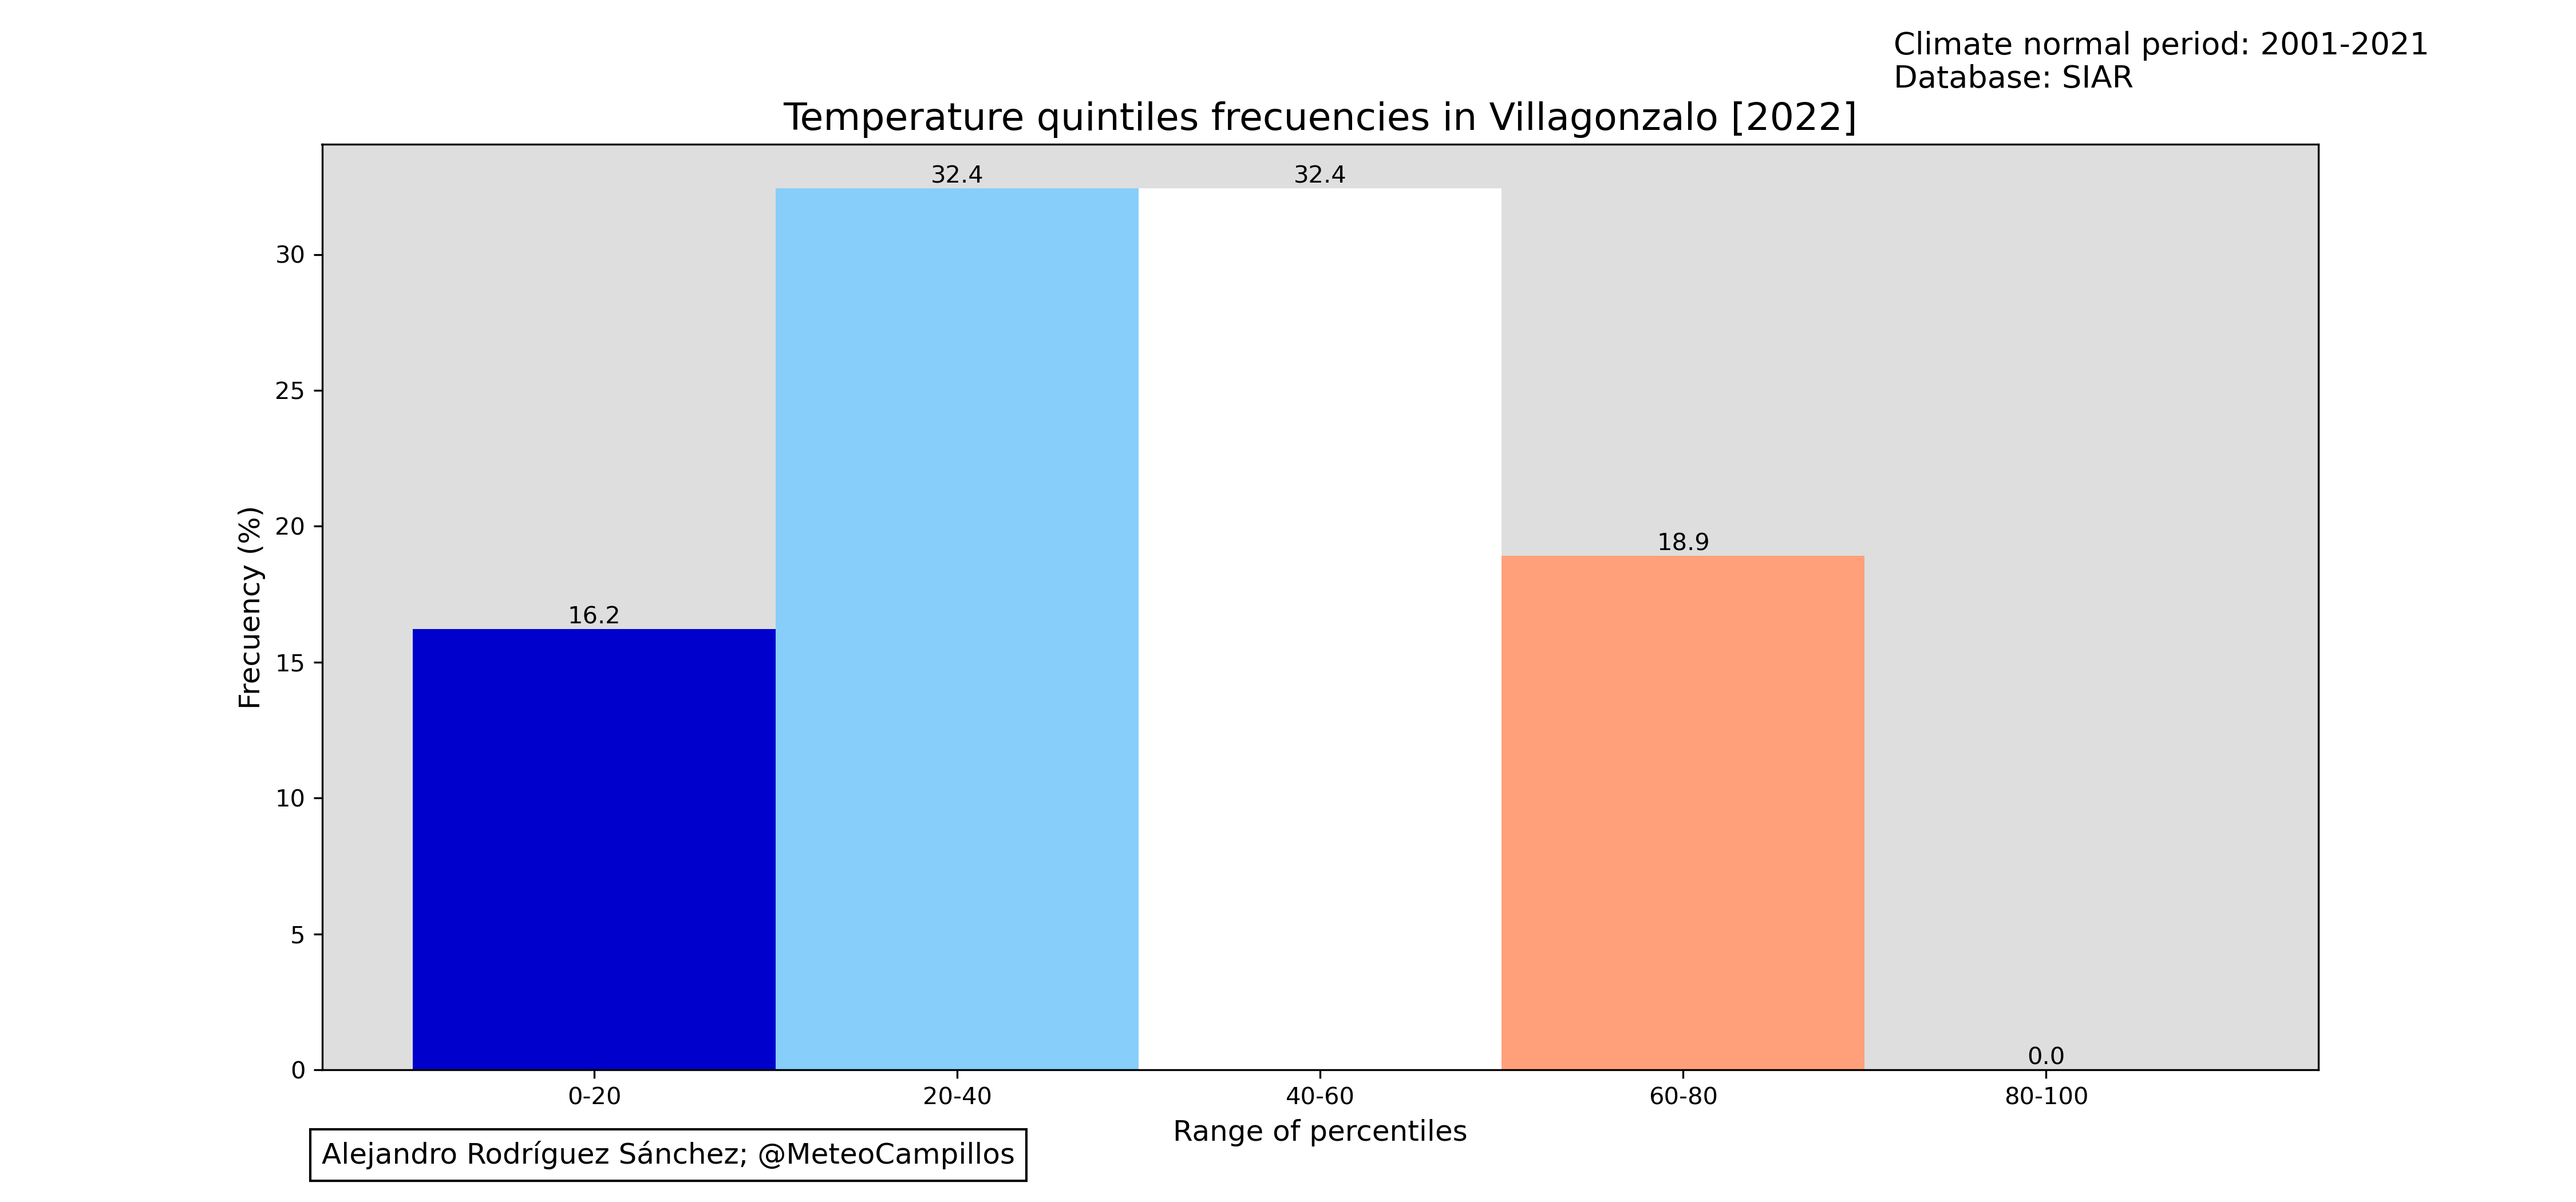 Climate normal period: 2001-2021
Database: SIAR
Temperature quintiles frecuencies in Villagonzalo [2022]
32.4
32.4
30
25
Frecuency (%)
20
18.9
16.2
15
10
5
0.0
0
0-20
20-40
40-60
60-80
80-100
Range of percentiles
Alejandro Rodríguez Sánchez; @MeteoCampillos